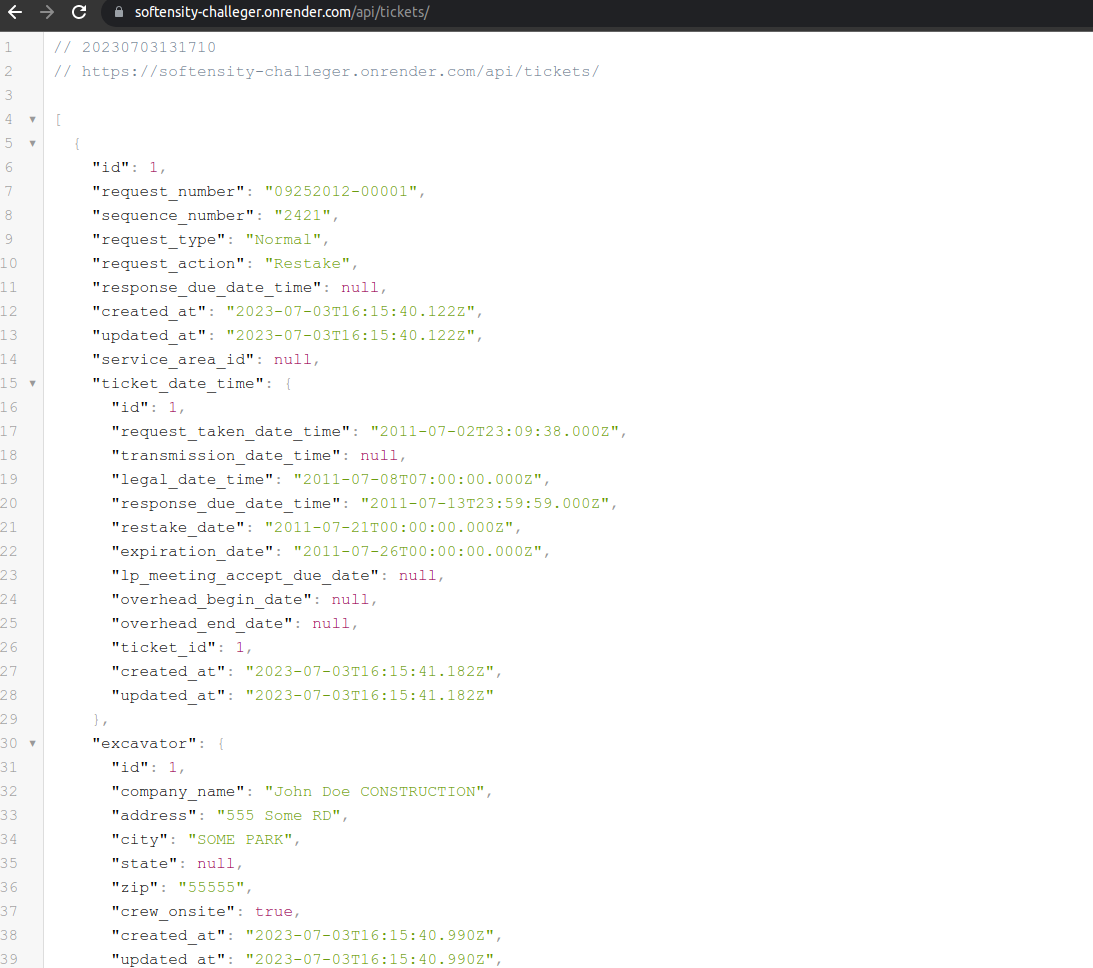 softensity-challeger.onrender.com/api/tickets/
1 // 20230703131710
2 // https://softensity-challeger.onrender.com/api/tickets/
3
4 [
5 {
6 "id": 1,
7 "request_number": "09252012-00001",
8 "sequence_number": "2421",
9 "request_type": "Normal",
10 "request_action": "Restake",
11 "response_due_date_time": null,
12 "created_at": "2023-07-03T16:15:40.122Z",
13 "updated_at": "2023-07-03T16:15:40.122Z",
14 "service_area_id": null,
15 "ticket_date_time": {
16 "id": 1,
17 "request_taken_date_time": "2011-07-02T23:09:38.000Z",
18 "transmission_date_time": null,
19 "legal_date_time": "2011-07-08T07:00:00.000Z",
20 "response_due_date_time": "2011-07-13T23:59:59.000Z",
21 "restake_date": "2011-07-21T00:00:00.000Z",
22 "expiration_date": "2011-07-26T00:00:00.000Z",
23 "lp_meeting_accept_due_date": null,
24 "overhead_begin_date": null,
25 "overhead_end_date": null,
26 "ticket_id": 1,
27 "created_at": "2023-07-03T16:15:41.182Z",
28 "updated_at": "2023-07-03T16:15:41.182Z"
29 },
30 "excavator": {
31 "id": 1,
32 "company_name": "John Doe CONSTRUCTION",
33 "address": "555 Some RD",
34 "city": "SOME PARK",
35 "state": null,
36 "zip": "55555",
37 "crew_onsite": true,
38 "created_at": "2023-07-03T16:15:40.990Z",
39 "updated_at": "2023-07-03T16:15:40.990Z",